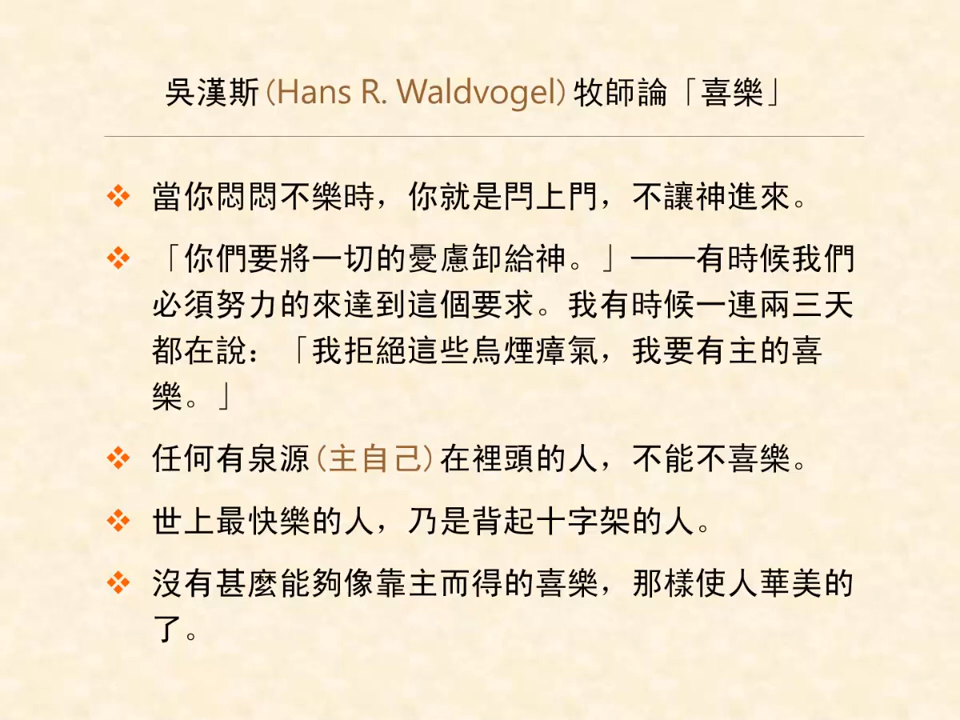 吳漢斯(Hans R. Waldvogel)牧師論「喜樂」
❖ 當你悶悶不樂時，你就是閂上門，不讓神進來。
❖ 「你們要將一切的憂慮卸給神。」——有時候我們
必須努力的來達到這個要求。我有時候一連兩三天
都在說：「我拒絕這些烏煙瘴氣，我要有主的喜
樂。」
❖ 任何有泉源(主自己)在裡頭的人，不能不喜樂。
❖ 世上最快樂的人，乃是背起十字架的人。
❖ 沒有甚麼能夠像靠主而得的喜樂，那樣使人華美的
了。